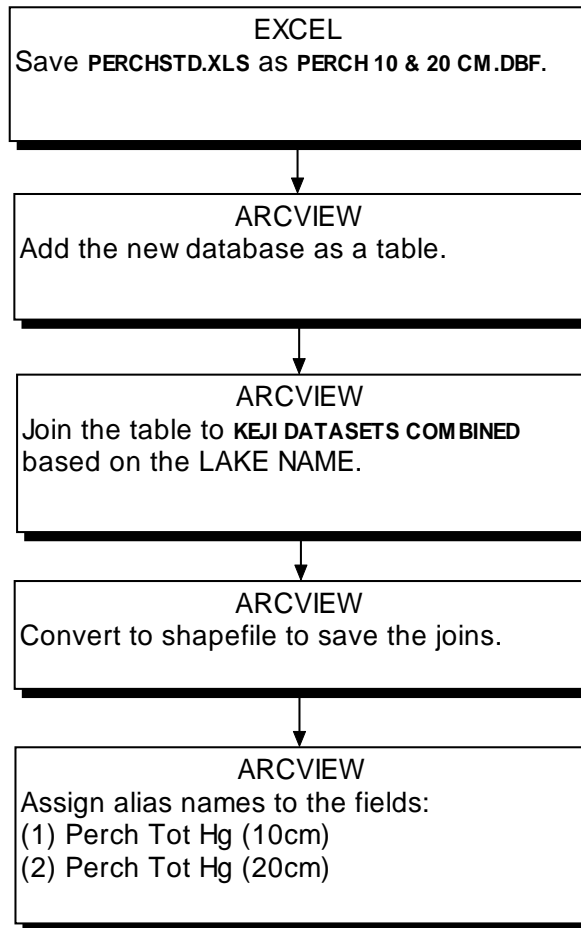 EXCEL
Save PERCHSTD.XLS as PERCH 10 & 20 CM.DBF.
ARCVIEW
Add the new database as a table.
ARCVIEW
Join the table to KEJI DATASETS COMBINED
based on the LAKE NAME.
ARCVIEW
Convert to shapefile to save the joins.
ARCVIEW
Assign alias names to the fields:
(1) Perch Tot Hg (10cm)
(2) Perch Tot Hg (20cm)